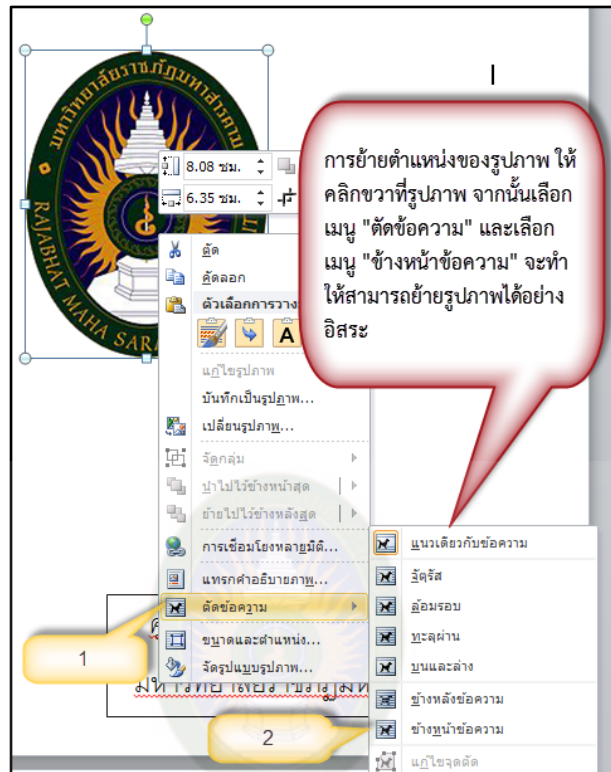 มหาวิทยาลัยราชภัฏมหาสารคาม
RAJABHAT MAHA SAR
8.08 ซม.
6.35 ซม.
การย้ายตำแหน่งของรูปภาพ ให้
คลิกขวาที่รูปภาพ จากนั้นเลือก
เมนู "ตัดข้อความ" และเลือก
เมนู "ข้างหน้าข้อความ" จะทำ
ให้สามารถย้ายรูปภาพได้อย่าง
อิสระ
ตัด
คัดลอก
ตัวเลือกการวาง
A
แก้ไขรูปภาพ
บันทึกเป็นรูปภาพ...
เปลี่ยนรูปภาพ...
จัดกลุ่ม
นำไปไว้ข้างหน้าสุด
ย้ายไปไว้ข้างหลังสุด
การเชื่อมโยงหลายมิติ...
แทรกคำอธิบายภาพ...
ตัดข้อความ
ขนาดและตำแหน่ง...
จัดรูปแบบรูปภาพ...
แนวเดียวกับข้อความ
จัตุรัส
ล้อมรอบ
ทะลุผ่าน
บนและล่าง
ข้างหลังข้อความ
ข้างหน้าข้อความ
แก้ไขจุดตัด
1
2
มหาวิทยาลัยราชภัฏมห